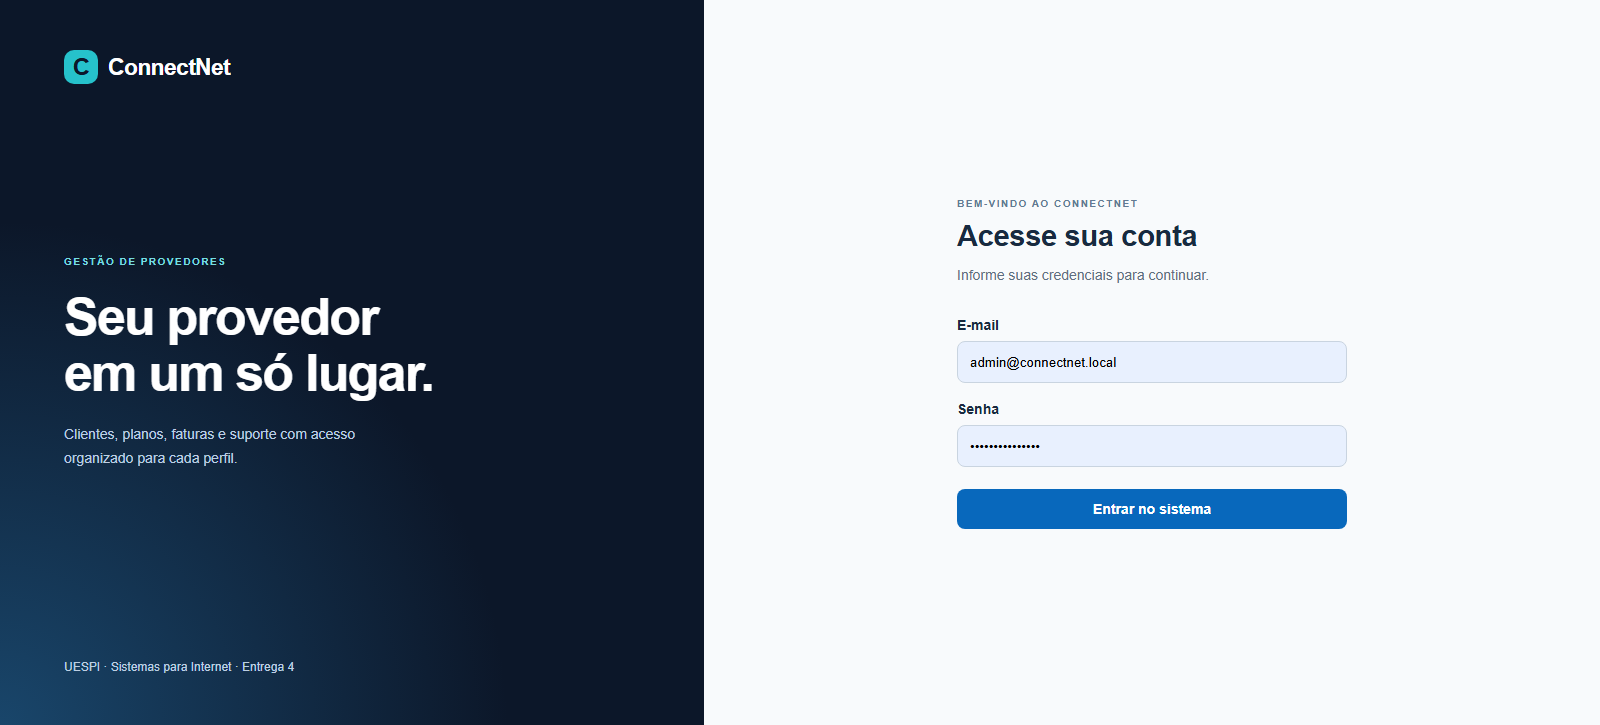 C ConnectNet
GESTÃO DE PROVEDORES
Seu provedor
em um só lugar.
Clientes, planos, faturas e suporte com acesso
organizado para cada perfil.
UESPI · Sistemas para Internet · Entrega 4
BEM-VINDO AO CONNECTNET
Acesse sua conta
Informe suas credenciais para continuar.
E-mail
admin@connectnet.local
Senha
•••••••••••••••
Entrar no sistema